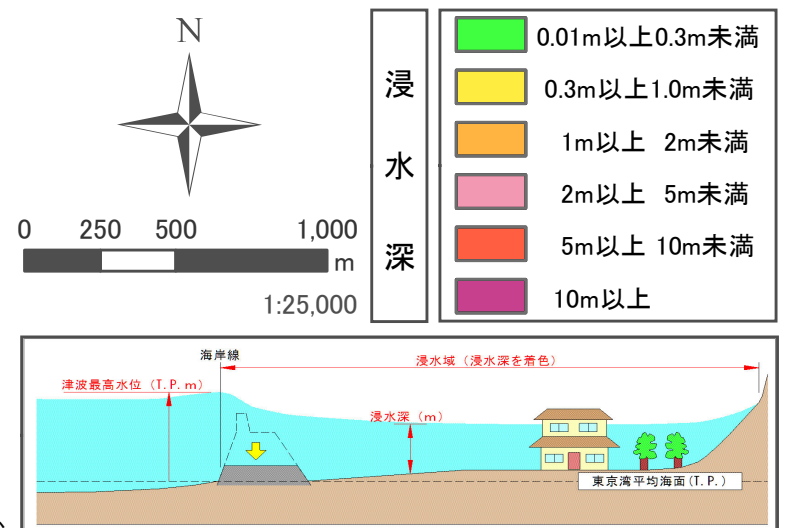 N
0 250 500 1,000
m
1:25,000
浸水深
0.01m以上0.3m未満
0.3m以上1.0m未満
1m以上 2m未満
2m以上 5m未満
5m以上 10m未満
10m以上
海岸線
浸水域（浸水深を着色）
津波最高水位（T.P.m）
浸水深（m）
東京湾平均海面(T.P.)